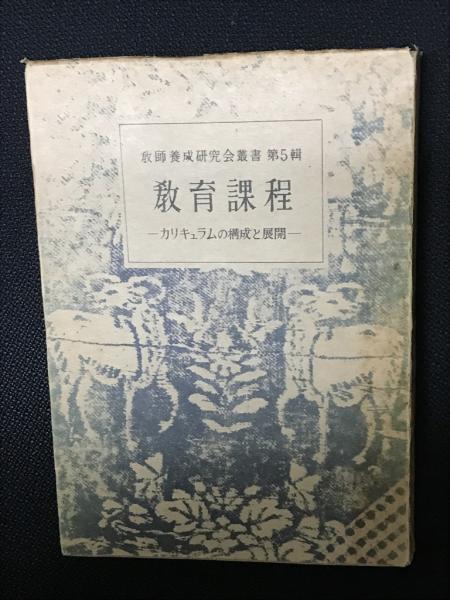 教師養成研究会叢書 第5輯
教育課程
―カリキュラムの構成と展開―